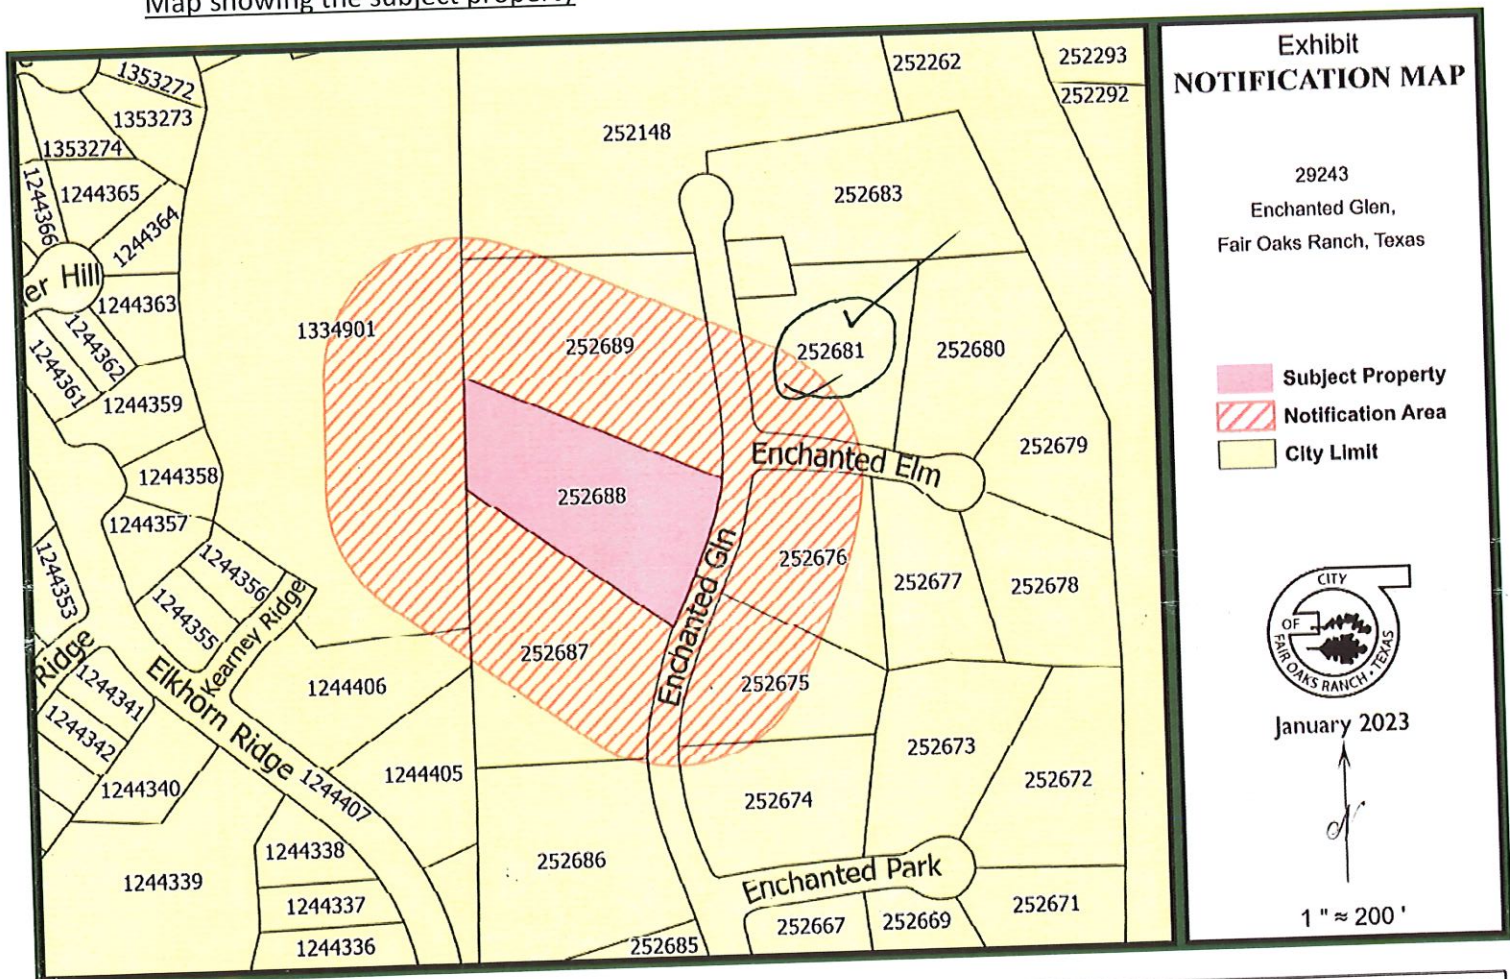 Map showing the subject property
Exhibit
NOTIFICATION MAP
29243
Enchanted Glen,
Fair Oaks Ranch, Texas
Subject Property
Notification Area
City Limit
CITY
OF
FAIR OAKS RANCH, TEXAS
January 2023
N
1 " ≈ 200 '
1353272
1353273
1353274
1244365
1244366
1244364
er Hill
1244363
1244362
1244361
1244359
1244358
1244357
1244356
1244355
1244353
Kearney Ridge
Ridge
Elkhorn Ridge
1244341
1244342
1244340
1244339
1244406
1244405
1244407
1244338
1244337
1244336
1334901
252148
252262
252293
252292
252683
252689
252681
252680
252679
Enchanted Elm
252688
Enchanted Gln
252676
252677
252678
252687
252675
252673
252672
252674
252686
Enchanted Park
252671
252667
252669
252685